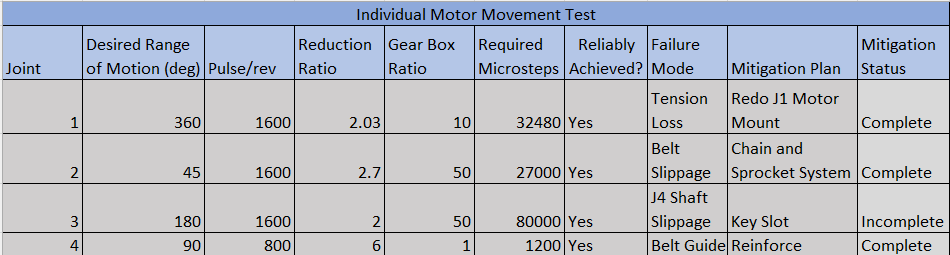 Individual Motor Movement Test
Joint Desired Range of Motion (deg) Pulse/rev Reduction Ratio Gear Box Ratio Required Microsteps Reliably Achieved? Failure Mode Mitigation Plan Mitigation Status
1 360 1600 2.03 10 32480 Yes Tension Loss Redo J1 Motor Mount Complete
2 45 1600 2.7 50 27000 Yes Belt Slippage Chain and Sprocket System Complete
3 180 1600 2 50 80000 Yes J4 Shaft Slippage Key Slot Incomplete
4 90 800 6 1 1200 Yes Belt Guide Reinforce Complete